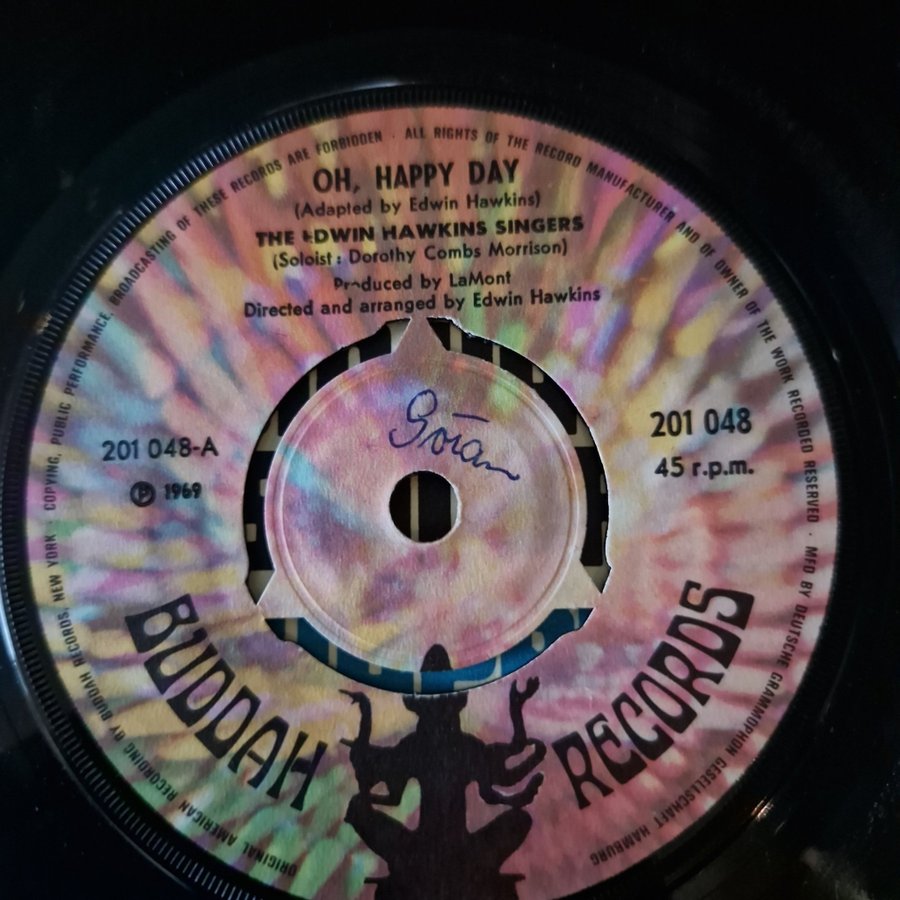 OH, HAPPY DAY
(Adapted by Edwin Hawkins)
THE EDWIN HAWKINS SINGERS
(Soloist: Dorothy Combs Morrison)
Produced by LaMont
Directed and arranged by Edwin Hawkins
Göran
201 048-A
℗ 1969
201 048
45 r.p.m.
BUDDAH RECORDS
ORIGINAL AMERICAN RECORDING BY BUDDAH RECORDS, NEW YORK · COPYING, PUBLIC PERFORMANCE, BROADCASTING OF THESE RECORDS ARE FORBIDDEN · ALL RIGHTS OF THE RECORD MANUFACTURER AND OF OWNER OF THE WORK RECORDED RESERVED · MFD BY DEUTSCHE GRAMMOPHON GESELLSCHAFT HAMBURG